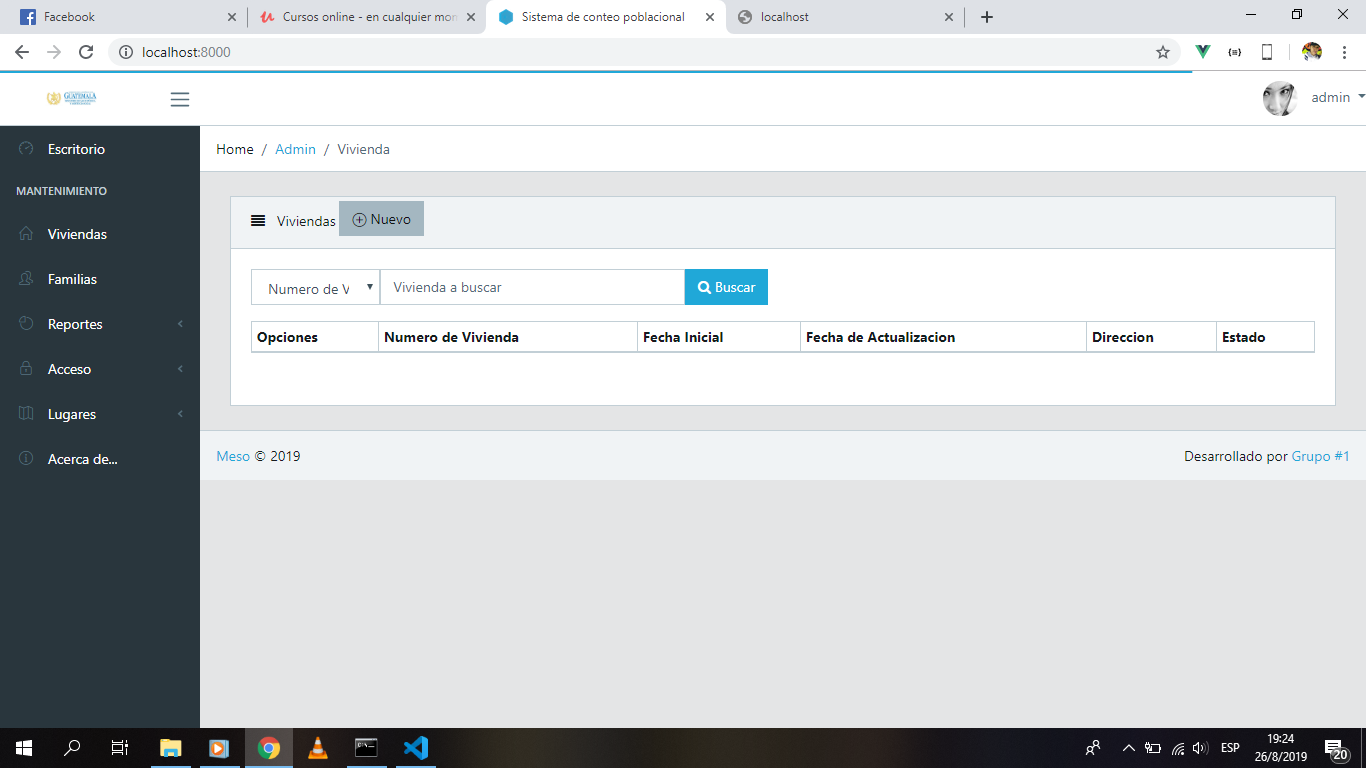 Facebook
Cursos online - en cualquier mon
Sistema de conteo poblacional
localhost
localhost:8000
GUATEMALA
admin
Escritorio
Home / Admin / Vivienda
MANTENIMIENTO
Viviendas
Familias
Reportes
Acceso
Lugares
Acerca de...
Viviendas
Nuevo
Numero de V
Vivienda a buscar
Buscar
Opciones
Numero de Vivienda
Fecha Inicial
Fecha de Actualizacion
Direccion
Estado
Meso © 2019
Desarrollado por Grupo #1
ESP
19:24
26/8/2019
20